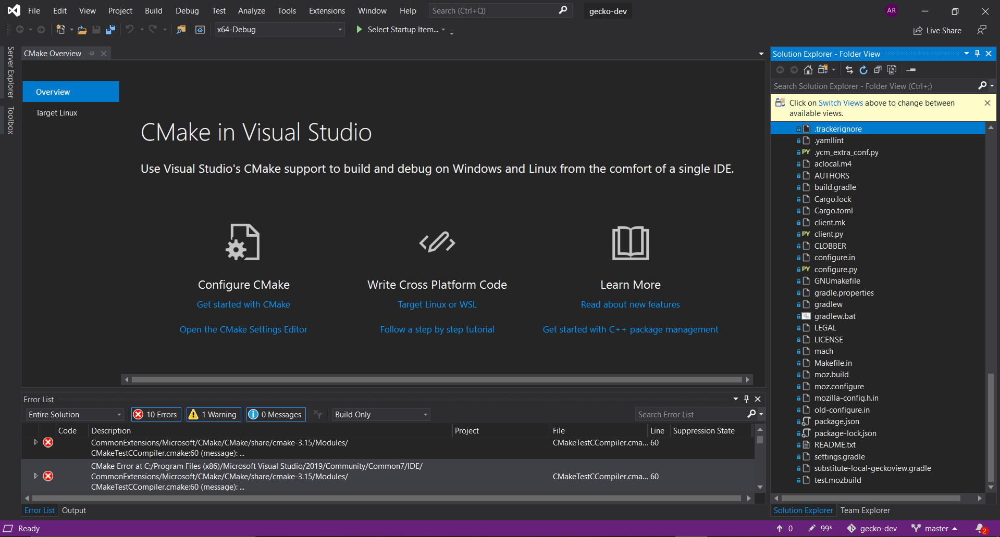 File Edit View Project Build Debug Test Analyze Tools Extensions Window Help Search (Ctrl+Q) gecko-dev AR
x64-Debug Select Startup Item... Live Share
Server Explorer
Toolbox
CMake Overview
Overview
Target Linux
CMake in Visual Studio
Use Visual Studio's CMake support to build and debug on Windows and Linux from the comfort of a single IDE.
Configure CMake
Get started with CMake
Open the CMake Settings Editor
Write Cross Platform Code
Target Linux or WSL
Follow a step by step tutorial
Learn More
Read about new features
Get started with C++ package management
Error List
Entire Solution 10 Errors 1 Warning 0 Messages Build Only Search Error List
Code Description Project File Line Suppression State
CommonExtensions/Microsoft/CMake/CMake/share/cmake-3.15/Modules/ CMakeTestCCompiler.cma... 60
CMakeTestCCompiler.cmake:60 (message): ...
CMake Error at C:/Program Files (x86)/Microsoft Visual Studio/2019/Community/Common7/IDE/
CommonExtensions/Microsoft/CMake/CMake/share/cmake-3.15/Modules/ CMakeTestCCompiler.cma... 60
CMakeTestCCompiler.cmake:60 (message): ...
Error List Output
Solution Explorer - Folder View
Search Solution Explorer - Folder View (Ctrl+;)
Click on Switch Views above to change between
available views.
.trackerignore
.yamllint
PY .ycm_extra_conf.py
aclocal.m4
AUTHORS
build.gradle
Cargo.lock
Cargo.toml
client.mk
PY client.py
CLOBBER
configure.in
PY configure.py
GNUmakefile
gradle.properties
gradlew
gradlew.bat
LEGAL
LICENSE
mach
Makefile.in
moz.build
moz.configure
mozilla-config.h.in
old-configure.in
package.json
package-lock.json
README.txt
settings.gradle
substitute-local-geckoview.gradle
test.mozbuild
Solution Explorer Team Explorer
Ready 0 99* gecko-dev master 2